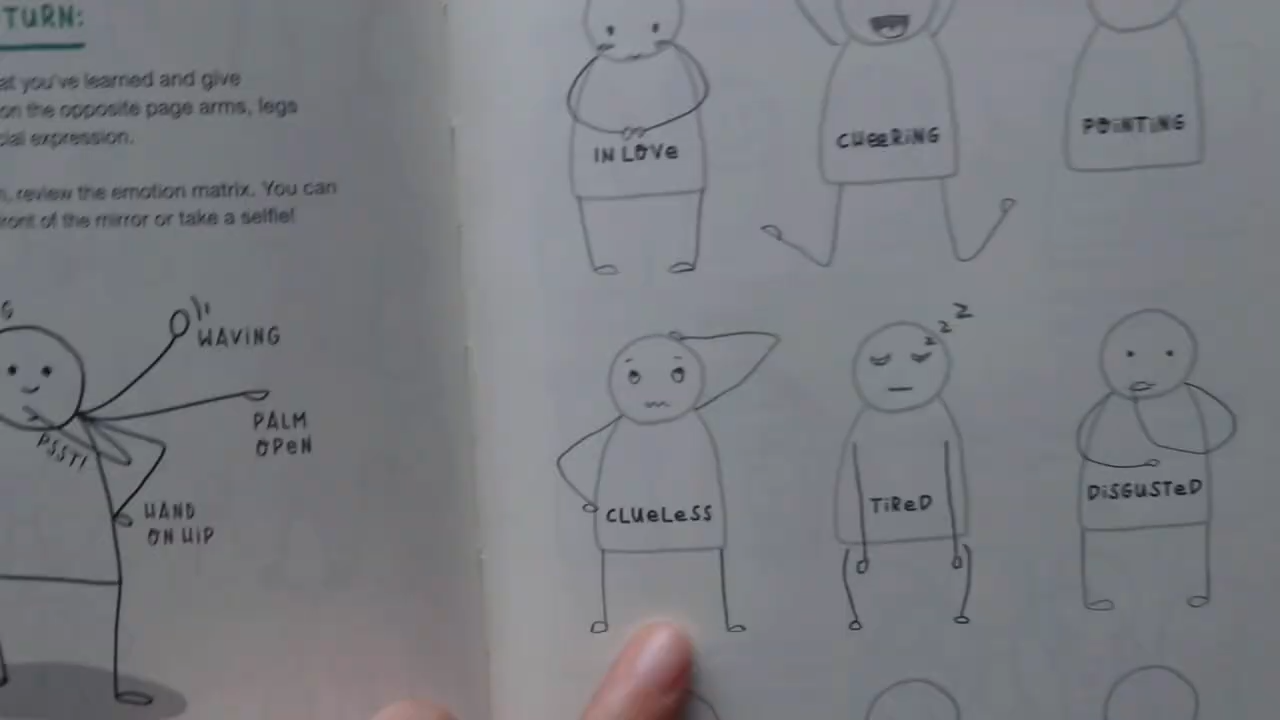 TURN:
at you've learned and give
on the opposite page arms, legs
cial expression.
, review the emotion matrix. You can
front of the mirror or take a selfie!
G
WAVING
PALM
OPEN
PSST!
HAND
ON HIP
IN LOVE
CHEERING
POINTING
z z z
CLUELESS
TIRED
DISGUSTED